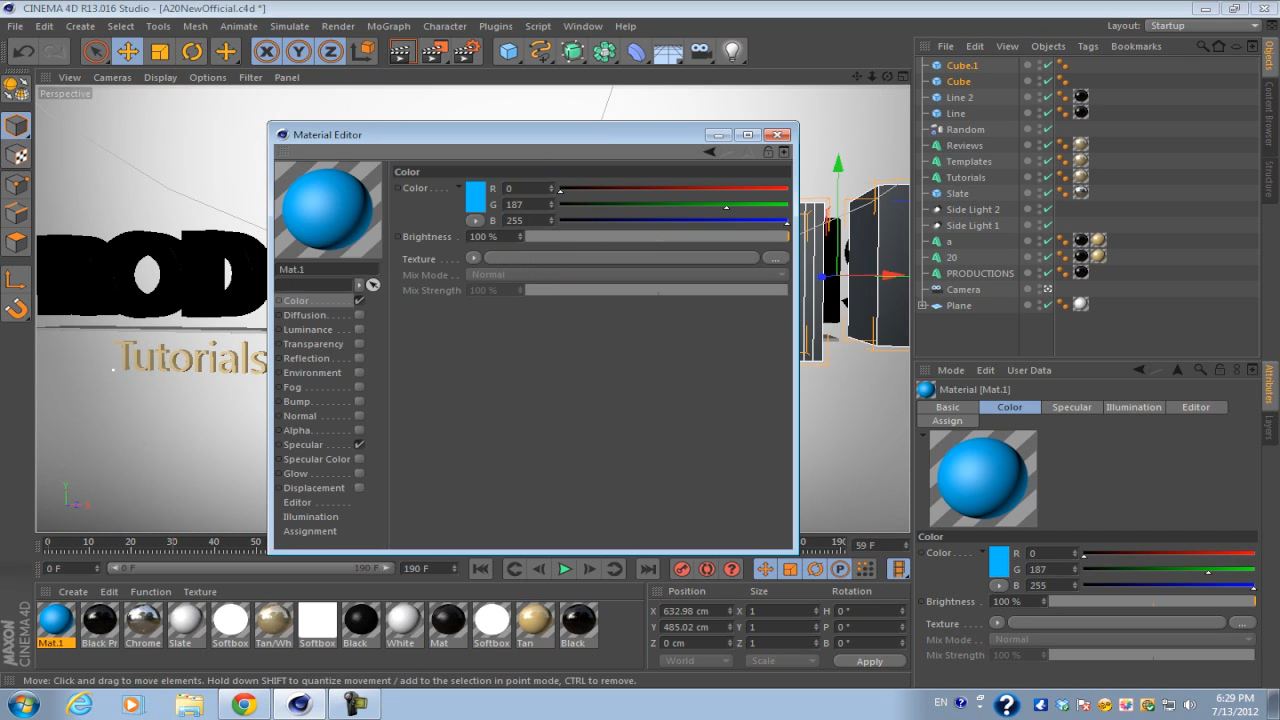 CINEMA 4D R13.016 Studio - [A20NewOfficial.c4d *]
File Edit Create Select Tools Mesh Animate Simulate Render MoGraph Character Plugins Script Window Help
Layout: Startup
View Cameras Display Options Filter Panel
Perspective
Tutorials
Material Editor
Color
Color . . . .
R 0
G 187
B 255
Brightness . 100 %
Texture . . . .
Mix Mode . . Normal
Mix Strength 100 %
Mat.1
Color
Diffusion
Luminance
Transparency
Reflection
Environment
Fog
Bump
Normal
Alpha
Specular
Specular Color
Glow
Displacement
Editor
Illumination
Assignment
File Edit View Objects Tags Bookmarks
Cube.1
Cube
Line 2
Line
Random
Reviews
Templates
Tutorials
Slate
Side Light 2
Side Light 1
a
20
PRODUCTIONS
Camera
Plane
Objects
Content Browser
Structure
Mode Edit User Data
Material [Mat.1]
Basic Color Specular Illumination Editor
Assign
Color
Color . . . .
R 0
G 187
B 255
Brightness . 100 %
Texture . . . .
Mix Mode . . Normal
Mix Strength 100 %
Attributes
Layers
0 10 20 30 40 50
190
59 F
0 F
0 F
190 F
190 F
Create Edit Function Texture
Mat.1 Black Pr Chrome Slate Softbox Tan/Wh Softbox Black White Mat Softbox Tan Black
Position Size Rotation
X 632.98 cm X 1 H 0 °
Y 485.02 cm Y 1 P 0 °
Z 0 cm Z 1 B 0 °
World Scale Apply
MAXON
CINEMA4D
Move: Click and drag to move elements. Hold down SHIFT to quantize movement / add to the selection in point mode, CTRL to remove.
EN
6:29 PM
7/13/2012